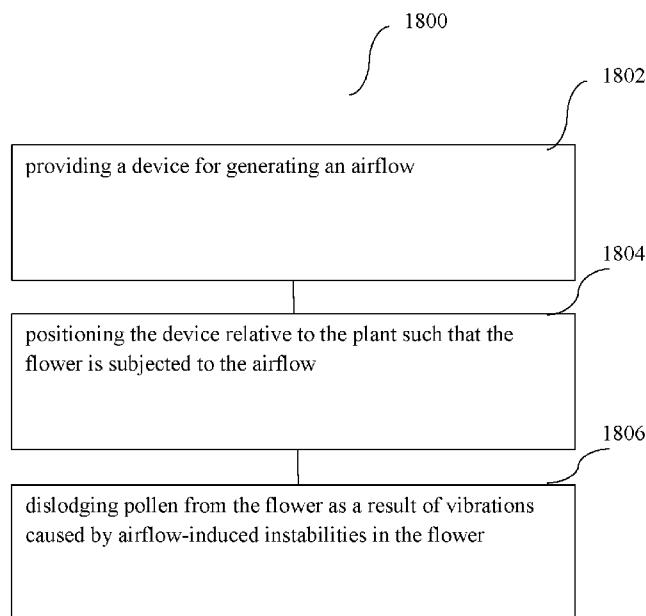 1800
1802
providing a device for generating an airflow
1804
positioning the device relative to the plant such that the
flower is subjected to the airflow
1806
dislodging pollen from the flower as a result of vibrations
caused by airflow-induced instabilities in the flower